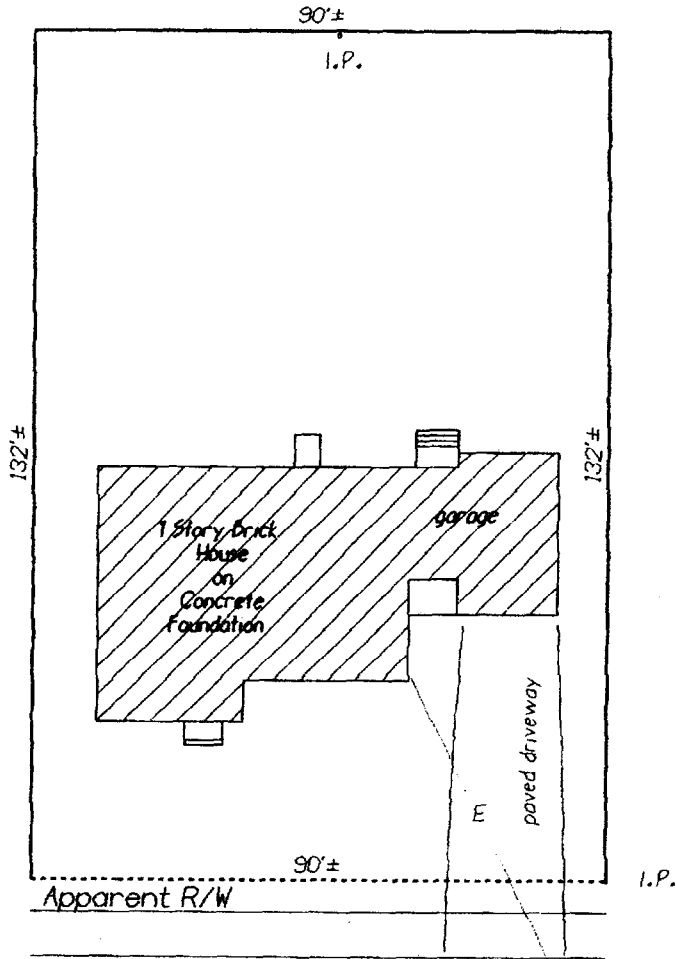 90'±
I.P.
132'±
132'±
1 Story Brick
House
on
Concrete
Foundation
garage
paved driveway
E
90'±
I.P.
Apparent R/W